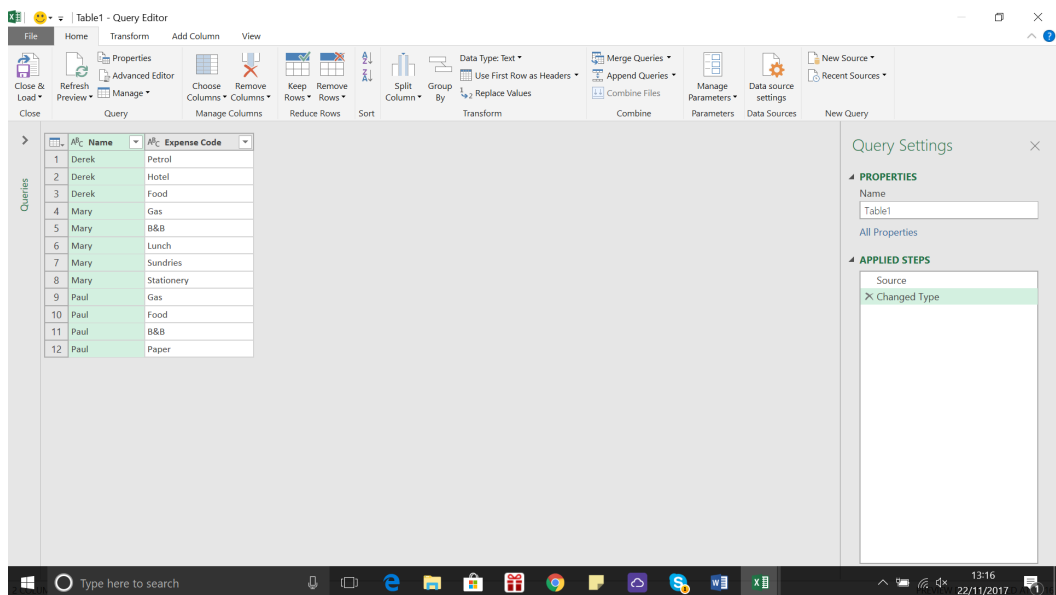 Table1 - Query Editor
File Home Transform Add Column View
Close & Load
Refresh Preview
Properties
Advanced Editor
Manage
Choose Columns
Remove Columns
Keep Rows
Remove Rows
Split Column
Group By
Data Type: Text
Use First Row as Headers
1 2 Replace Values
Merge Queries
Append Queries
Combine Files
Manage Parameters
Data source settings
New Source
Recent Sources
Close Query Manage Columns Reduce Rows Sort Transform Combine Parameters Data Sources New Query
Queries
ABC Name ABC Expense Code
1 Derek Petrol
2 Derek Hotel
3 Derek Food
4 Mary Gas
5 Mary B&B
6 Mary Lunch
7 Mary Sundries
8 Mary Stationery
9 Paul Gas
10 Paul Food
11 Paul B&B
12 Paul Paper
Query Settings
PROPERTIES
Name
Table1
All Properties
APPLIED STEPS
Source
Changed Type
Type here to search
13:16
22/11/2017